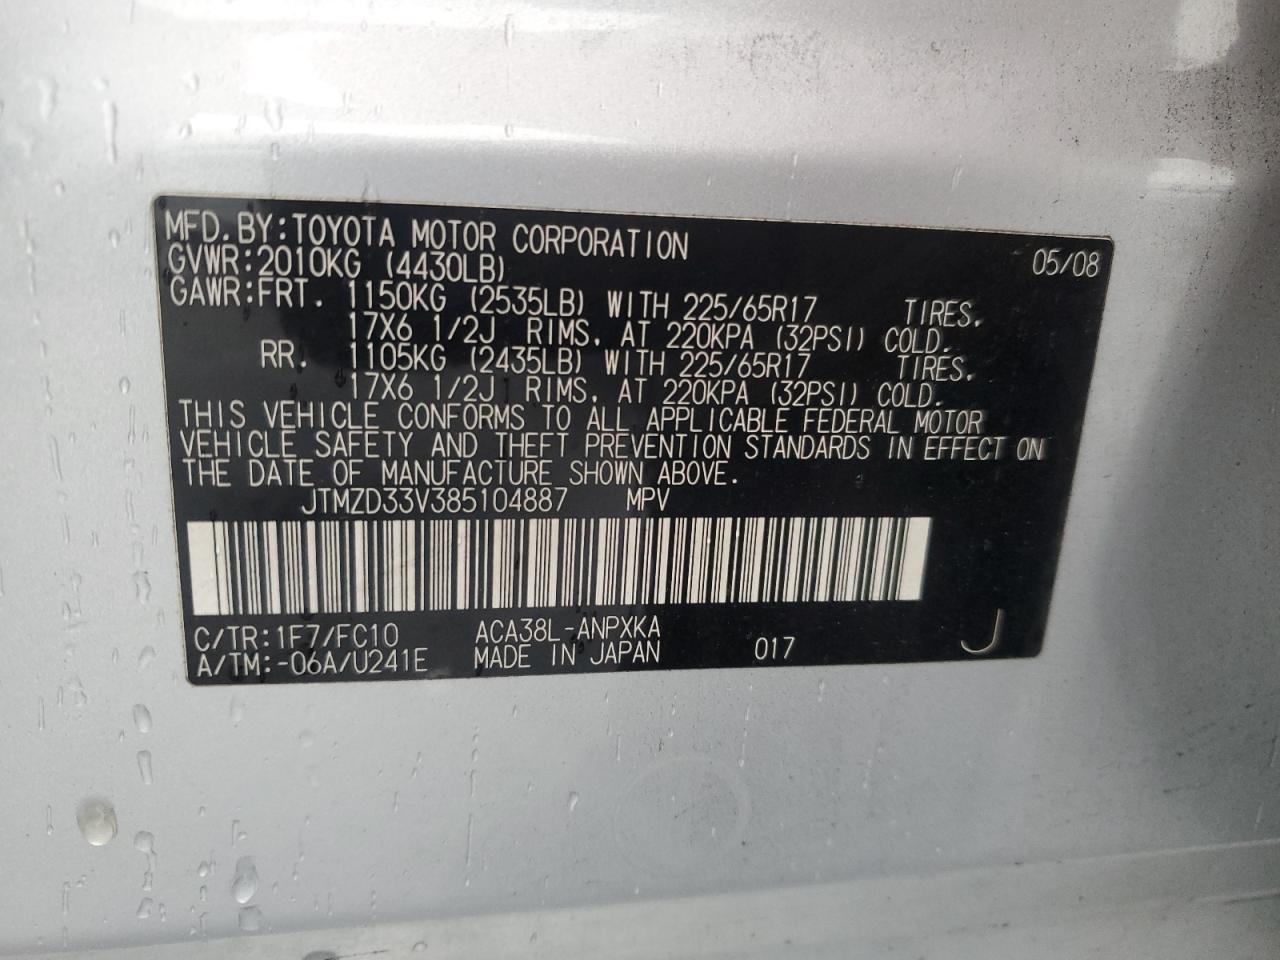 MFD.BY:TOYOTA MOTOR CORPORATION 05/08
GVWR:2010KG (4430LB)
GAWR:FRT. 1150KG (2535LB) WITH 225/65R17 TIRES.
17X6 1/2J RIMS. AT 220KPA (32PSI) COLD.
RR. 1105KG (2435LB) WITH 225/65R17 TIRES.
17X6 1/2J RIMS. AT 220KPA (32PSI) COLD.
THIS VEHICLE CONFORMS TO ALL APPLICABLE FEDERAL MOTOR
VEHICLE SAFETY AND THEFT PREVENTION STANDARDS IN EFFECT ON
THE DATE OF MANUFACTURE SHOWN ABOVE.
JTMZD33V385104887 MPV
C/TR:1F7/FC10 ACA38L-ANPXKA
A/TM:-06A/U241E MADE IN JAPAN 017 J